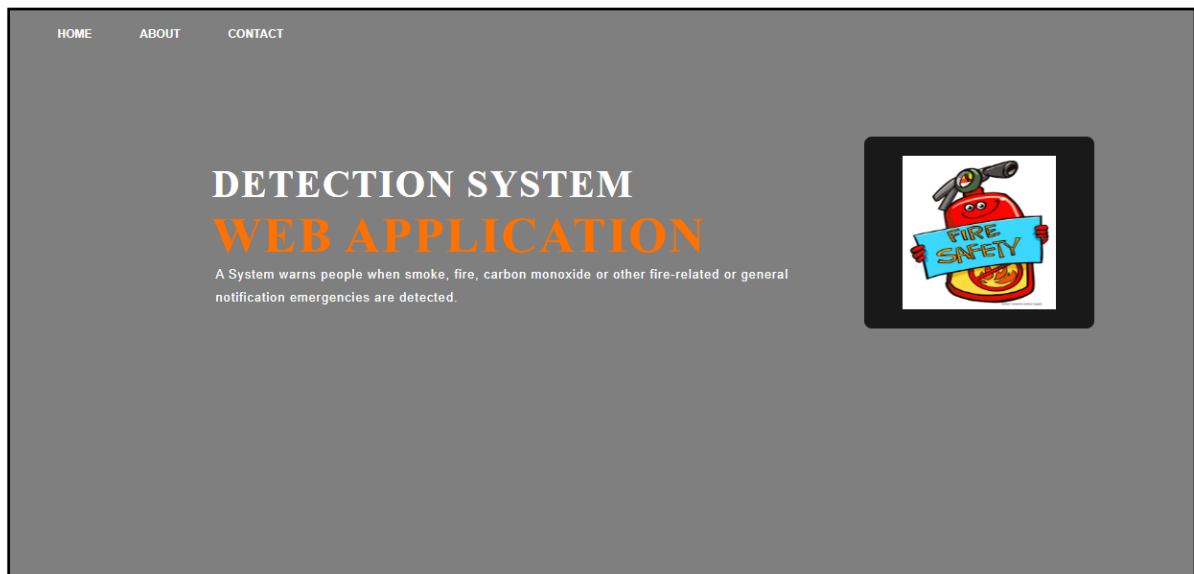 HOME ABOUT CONTACT
DETECTION SYSTEM
WEB APPLICATION
A System warns people when smoke, fire, carbon monoxide or other fire-related or general
notification emergencies are detected.
FIRE
SAFETY